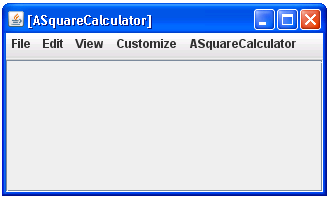 [ASquareCalculator]
File Edit View Customize ASquareCalculator